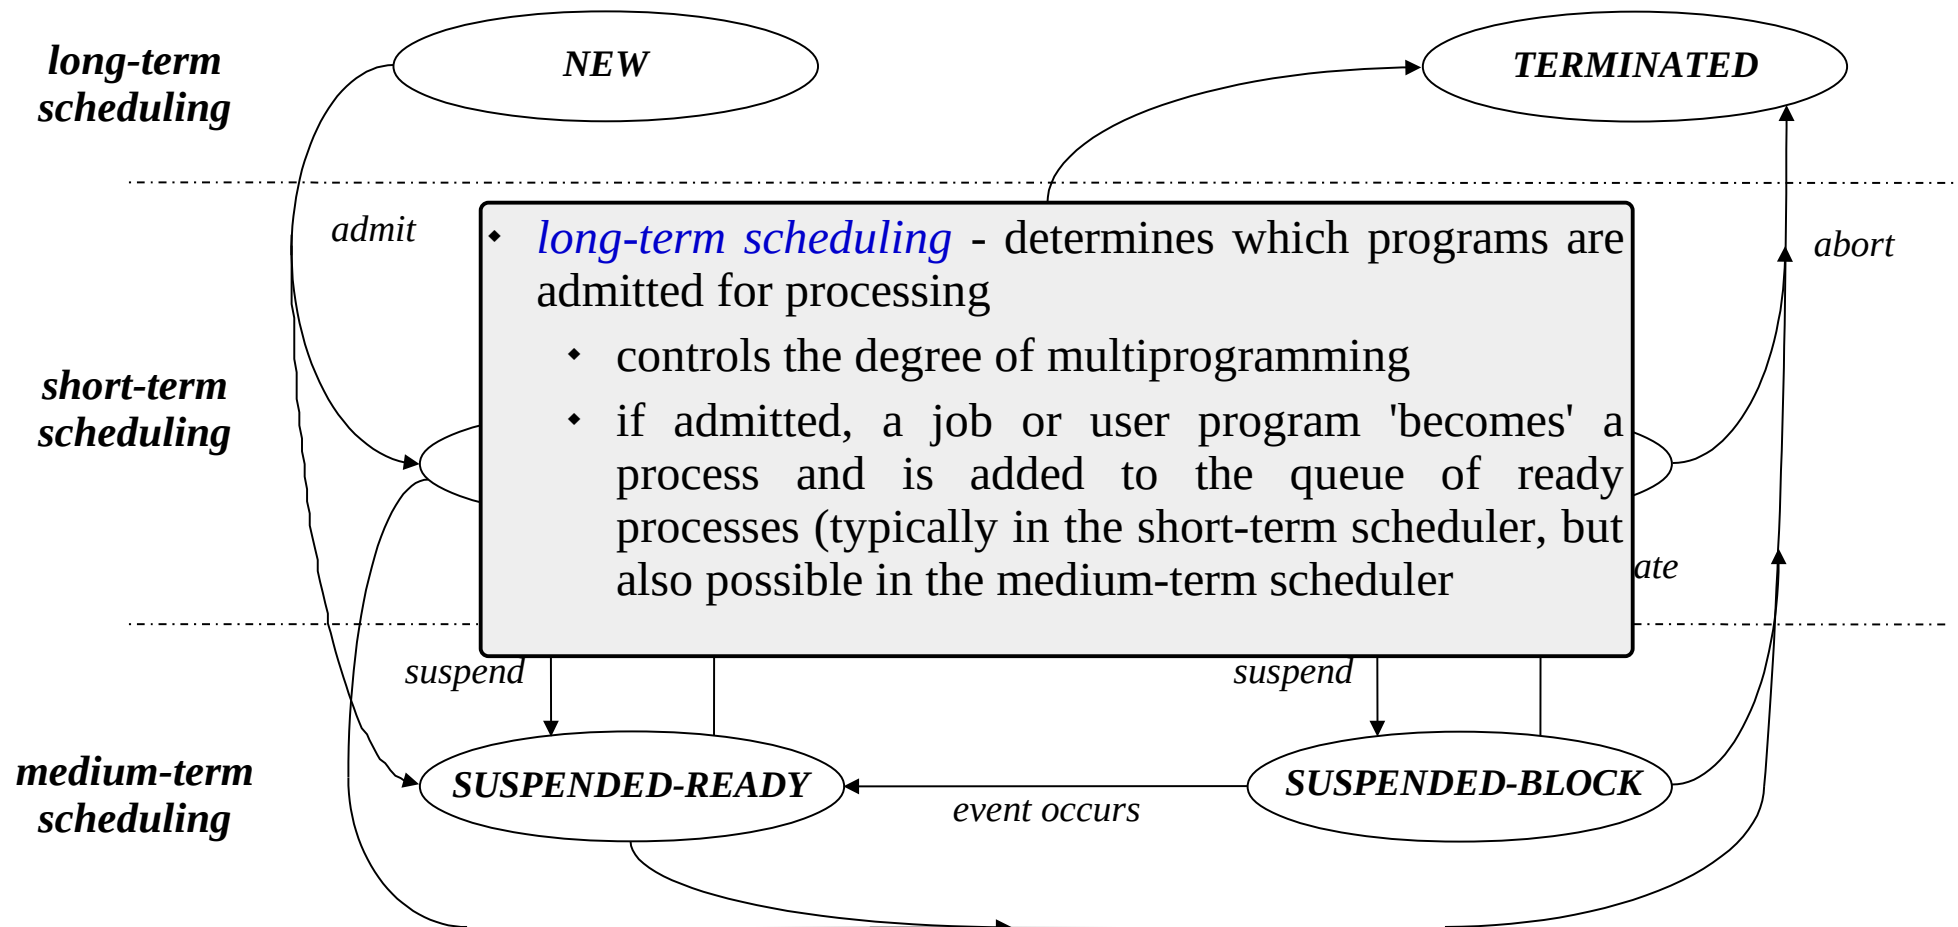 long-term
scheduling
NEW
TERMINATED
admit
abort
• long-term scheduling - determines which programs are
admitted for processing
• controls the degree of multiprogramming
• if admitted, a job or user program 'becomes' a
process and is added to the queue of ready
processes (typically in the short-term scheduler, but
also possible in the medium-term scheduler
short-term
scheduling
ate
suspend
suspend
medium-term
scheduling
SUSPENDED-READY
SUSPENDED-BLOCK
event occurs